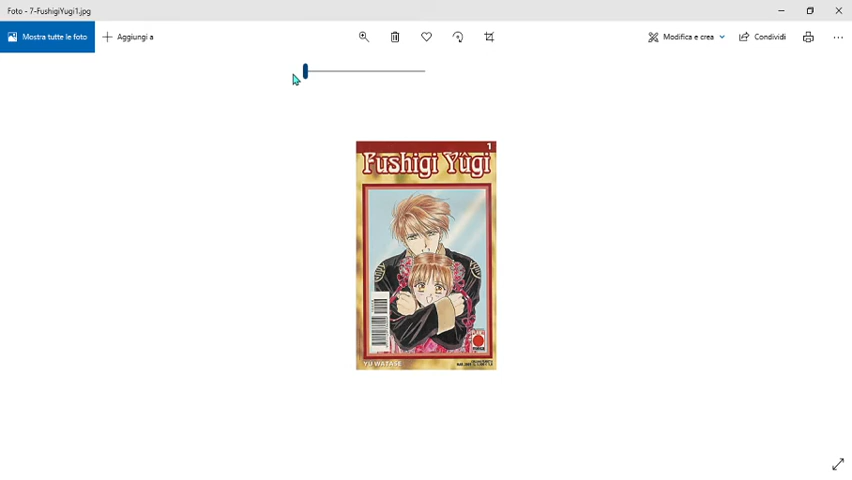 Foto - 7-FushigiYugi1.jpg
Mostra tutte le foto
Aggiungi a
Modifica e crea
Condividi
1
Fushigi Yûgi
YU WATASE